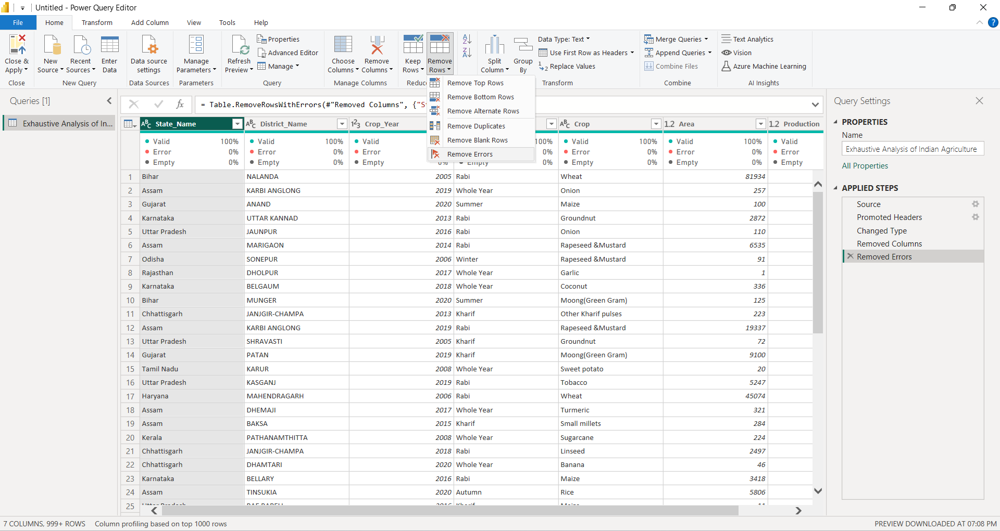 Untitled - Power Query Editor
File Home Transform Add Column View Tools Help
Close & Apply
Close
New Source
Recent Sources
Enter Data
New Query
Data source settings
Data Sources
Manage Parameters
Parameters
Refresh Preview
Properties
Advanced Editor
Manage
Query
Choose Columns
Remove Columns
Manage Columns
Keep Rows
Remove Rows
Reduc
Split Column
Group By
Data Type: Text
Use First Row as Headers
Replace Values
Transform
Merge Queries
Append Queries
Combine Files
Combine
Text Analytics
Vision
Azure Machine Learning
AI Insights
Remove Top Rows
Remove Bottom Rows
Remove Alternate Rows
Remove Duplicates
Remove Blank Rows
Remove Errors
Queries [1]
Exhaustive Analysis of In...
fx = Table.RemoveRowsWithErrors(#"Removed Columns", {"S
ABC State_Name ABC District_Name 123 Crop_Year ABC Crop 1.2 Area 1.2 Production
Valid 100% Valid 100% Valid 100% Valid 100% Valid 100% Valid
Error 0% Error 0% Error 0% Error 0% Error 0% Error
Empty 0% Empty 0% Empty 0% Empty 0% Empty 0% Empty 0% Empty
1 Bihar NALANDA 2005 Rabi Wheat 81934
2 Assam KARBI ANGLONG 2019 Whole Year Onion 257
3 Gujarat ANAND 2020 Summer Maize 100
4 Karnataka UTTAR KANNAD 2013 Rabi Groundnut 2872
5 Uttar Pradesh JAUNPUR 2016 Rabi Onion 110
6 Assam MARIGAON 2014 Rabi Rapeseed &Mustard 6535
7 Odisha SONEPUR 2006 Winter Rapeseed &Mustard 91
8 Rajasthan DHOLPUR 2017 Whole Year Garlic 1
9 Karnataka BELGAUM 2018 Whole Year Coconut 336
10 Bihar MUNGER 2020 Summer Moong(Green Gram) 125
11 Chhattisgarh JANJGIR-CHAMPA 2013 Kharif Other Kharif pulses 223
12 Assam KARBI ANGLONG 2019 Rabi Rapeseed &Mustard 19337
13 Uttar Pradesh SHRAVASTI 2005 Kharif Groundnut 72
14 Gujarat PATAN 2019 Kharif Moong(Green Gram) 9100
15 Tamil Nadu KARUR 2008 Whole Year Sweet potato 20
16 Uttar Pradesh KASGANJ 2019 Rabi Tobacco 5247
17 Haryana MAHENDRAGARH 2006 Rabi Wheat 45074
18 Assam DHEMAJI 2017 Whole Year Turmeric 321
19 Assam BAKSA 2015 Kharif Small millets 284
20 Kerala PATHANAMTHITTA 2008 Whole Year Sugarcane 224
21 Chhattisgarh JANJGIR-CHAMPA 2018 Rabi Linseed 2497
22 Chhattisgarh DHAMTARI 2020 Whole Year Banana 46
23 Karnataka BELLARY 2016 Rabi Maize 3418
24 Assam TINSUKIA 2020 Autumn Rice 5806
25
Query Settings
PROPERTIES
Name
Exhaustive Analysis of Indian Agriculture
All Properties
APPLIED STEPS
Source
Promoted Headers
Changed Type
Removed Columns
Removed Errors
7 COLUMNS, 999+ ROWS Column profiling based on top 1000 rows
PREVIEW DOWNLOADED AT 07:08 PM